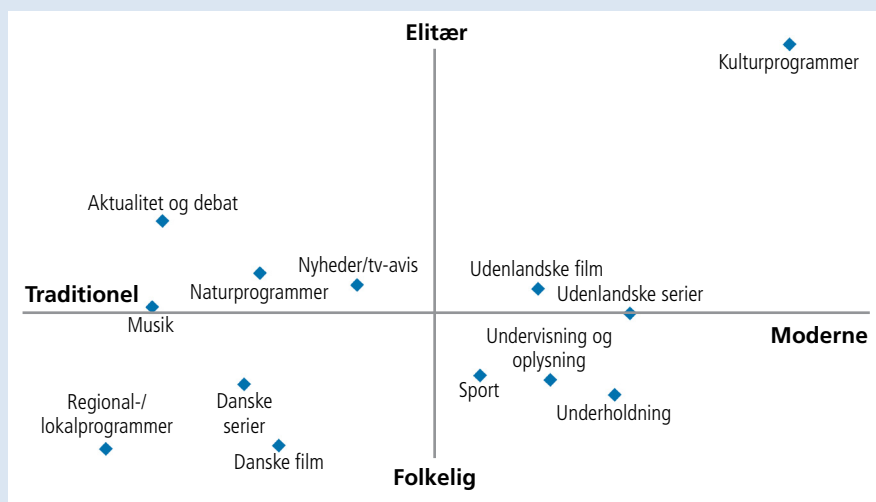 Elitær
Kulturprogrammer
Aktualitet og debat
Nyheder/tv-avis
Udenlandske film
Traditionel
Naturprogrammer
Udenlandske serier
Musik
Undervisning og
oplysning
Moderne
Regional-/
lokalprogrammer
Danske
serier
Sport
Underholdning
Danske film
Folkelig